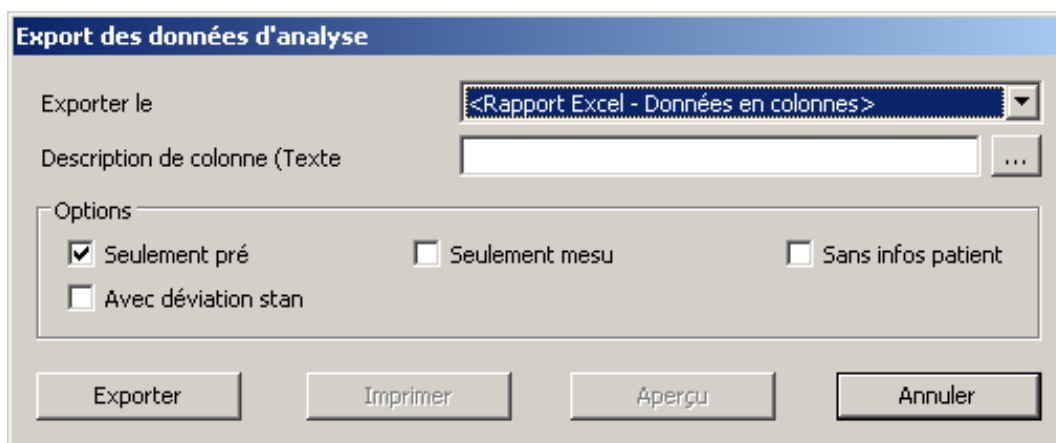 Export des données d'analyse
Exporter le
<Rapport Excel - Données en colonnes>
Description de colonne (Texte
...
Options
Seulement pré
Seulement mesu
Sans infos patient
Avec déviation stan
Exporter
Imprimer
Aperçu
Annuler